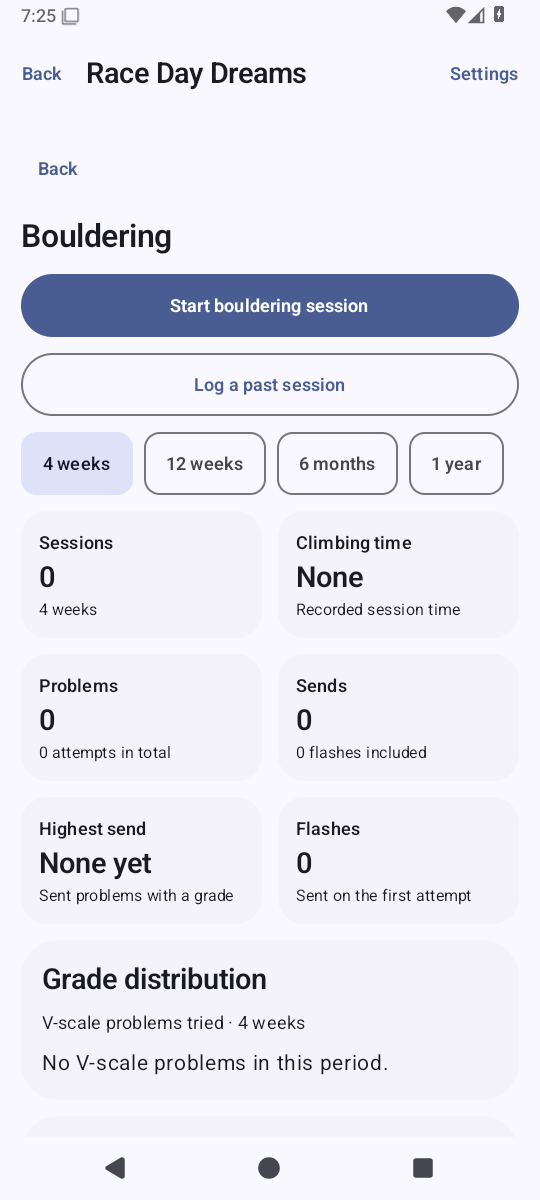 7:25
Back Race Day Dreams Settings
Back
Bouldering
Start bouldering session
Log a past session
4 weeks 12 weeks 6 months 1 year
Sessions Climbing time
0 None
4 weeks Recorded session time
Problems Sends
0 0
0 attempts in total 0 flashes included
Highest send Flashes
None yet 0
Sent problems with a grade Sent on the first attempt
Grade distribution
V-scale problems tried · 4 weeks
No V-scale problems in this period.